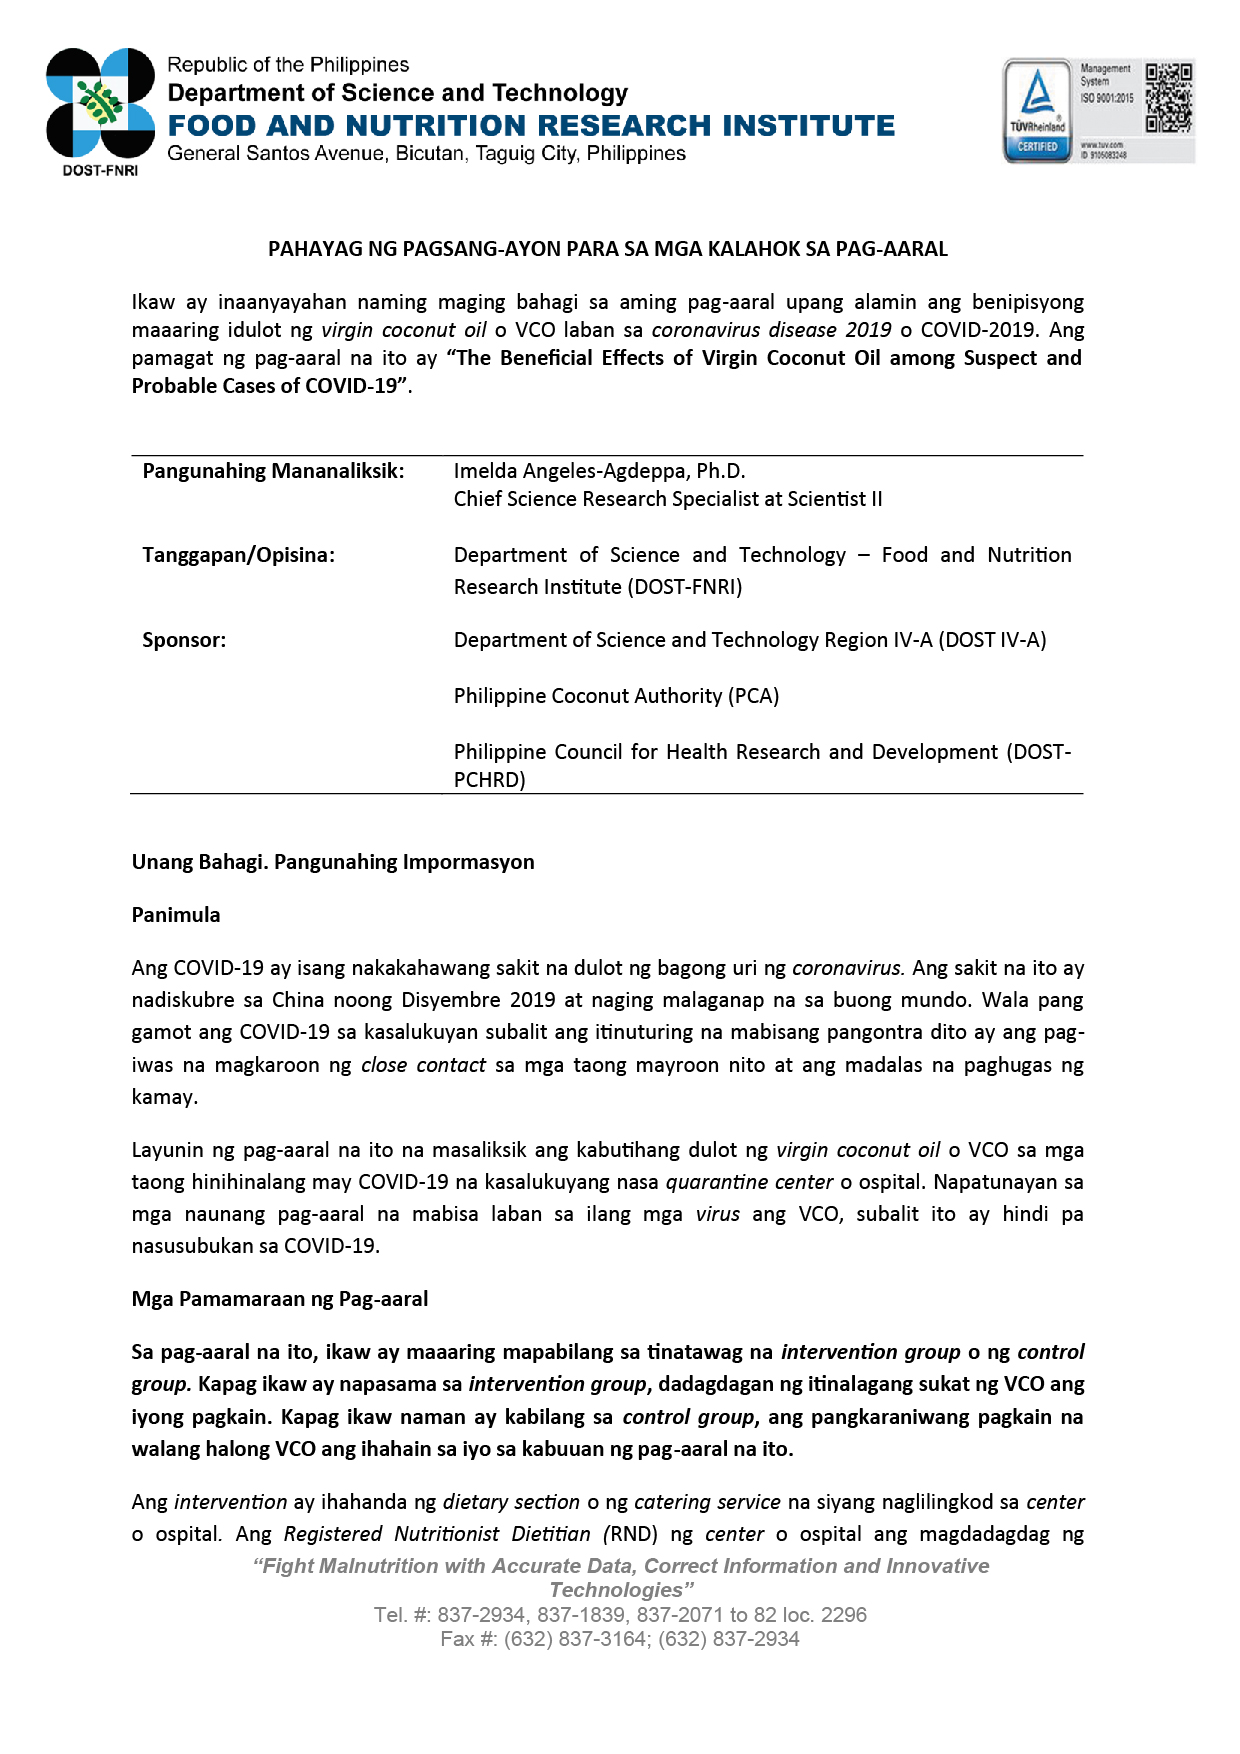 Republic of the Philippines
Department of Science and Technology
FOOD AND NUTRITION RESEARCH INSTITUTE
General Santos Avenue, Bicutan, Taguig City, Philippines
DOST-FNRI
Management
System
ISO 9001:2015
TÜVRheinland
®
CERTIFIED
www.tuv.com
ID 9105083248
PAHAYAG NG PAGSANG-AYON PARA SA MGA KALAHOK SA PAG-AARAL
Ikaw ay inaanyayahan naming maging bahagi sa aming pag-aaral upang alamin ang benipisyong
maaaring idulot ng virgin coconut oil o VCO laban sa coronavirus disease 2019 o COVID-2019. Ang
pamagat ng pag-aaral na ito ay “The Beneficial Effects of Virgin Coconut Oil among Suspect and
Probable Cases of COVID-19”.
Pangunahing Mananaliksik: Imelda Angeles-Agdeppa, Ph.D.
Chief Science Research Specialist at Scientist II
Tanggapan/Opisina: Department of Science and Technology – Food and Nutrition
Research Institute (DOST-FNRI)
Sponsor: Department of Science and Technology Region IV-A (DOST IV-A)
Philippine Coconut Authority (PCA)
Philippine Council for Health Research and Development (DOST-
PCHRD)
Unang Bahagi. Pangunahing Impormasyon
Panimula
Ang COVID-19 ay isang nakakahawang sakit na dulot ng bagong uri ng coronavirus. Ang sakit na ito ay
nadiskubre sa China noong Disyembre 2019 at naging malaganap na sa buong mundo. Wala pang
gamot ang COVID-19 sa kasalukuyan subalit ang itinuturing na mabisang pangontra dito ay ang pag-
iwas na magkaroon ng close contact sa mga taong mayroon nito at ang madalas na paghugas ng
kamay.
Layunin ng pag-aaral na ito na masaliksik ang kabutihang dulot ng virgin coconut oil o VCO sa mga
taong hinihinalang may COVID-19 na kasalukuyang nasa quarantine center o ospital. Napatunayan sa
mga naunang pag-aaral na mabisa laban sa ilang mga virus ang VCO, subalit ito ay hindi pa
nasusubukan sa COVID-19.
Mga Pamamaraan ng Pag-aaral
Sa pag-aaral na ito, ikaw ay maaaring mapabilang sa tinatawag na intervention group o ng control
group. Kapag ikaw ay napasama sa intervention group, dadagdagan ng itinalagang sukat ng VCO ang
iyong pagkain. Kapag ikaw naman ay kabilang sa control group, ang pangkaraniwang pagkain na
walang halong VCO ang ihahain sa iyo sa kabuuan ng pag-aaral na ito.
Ang intervention ay ihahanda ng dietary section o ng catering service na siyang naglilingkod sa center
o ospital. Ang Registered Nutritionist Dietitian (RND) ng center o ospital ang magdadagdag ng
“Fight Malnutrition with Accurate Data, Correct Information and Innovative
Technologies”
Tel. #: 837-2934, 837-1839, 837-2071 to 82 loc. 2296
Fax #: (632) 837-3164; (632) 837-2934